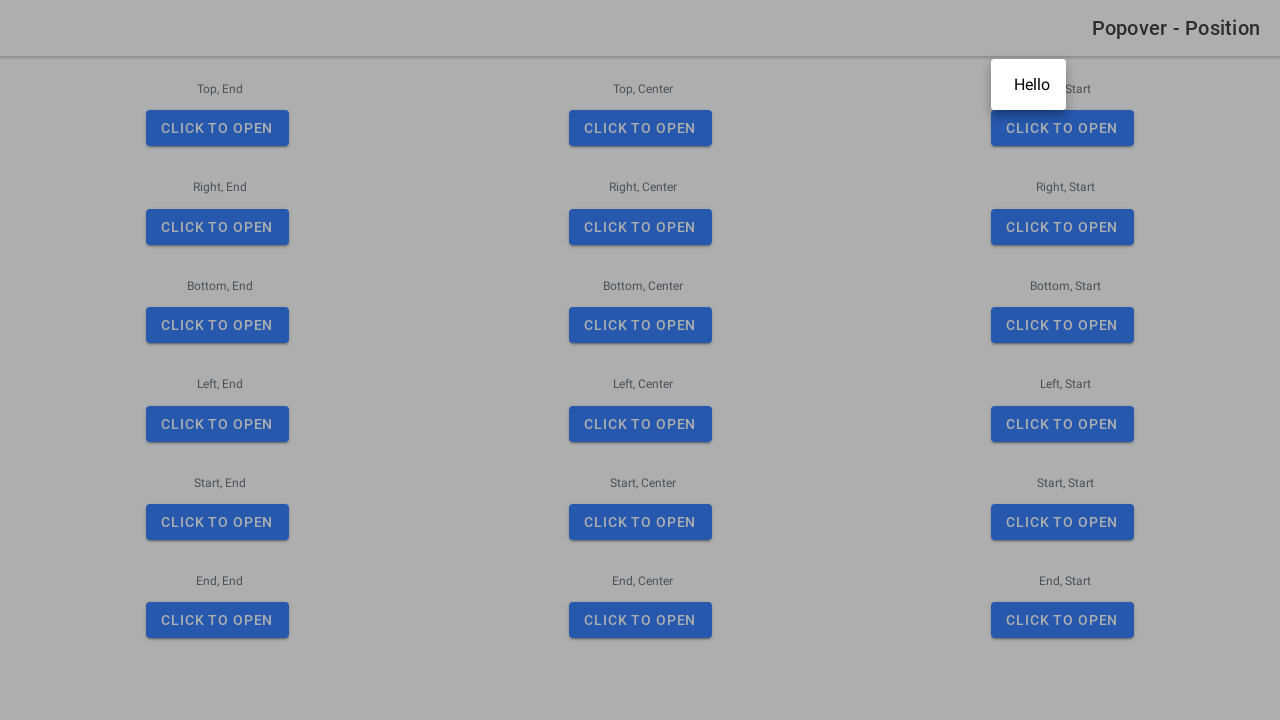 Popover - Position
Hello
Top, End
Top, Center
Start
CLICK TO OPEN
CLICK TO OPEN
CLICK TO OPEN
Right, End
Right, Center
Right, Start
CLICK TO OPEN
CLICK TO OPEN
CLICK TO OPEN
Bottom, End
Bottom, Center
Bottom, Start
CLICK TO OPEN
CLICK TO OPEN
CLICK TO OPEN
Left, End
Left, Center
Left, Start
CLICK TO OPEN
CLICK TO OPEN
CLICK TO OPEN
Start, End
Start, Center
Start, Start
CLICK TO OPEN
CLICK TO OPEN
CLICK TO OPEN
End, End
End, Center
End, Start
CLICK TO OPEN
CLICK TO OPEN
CLICK TO OPEN